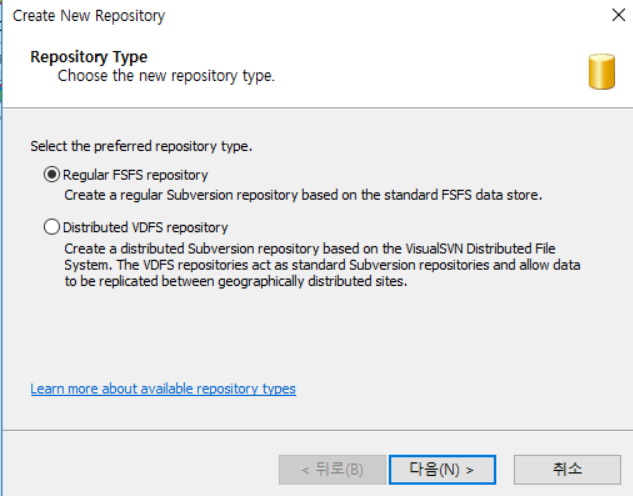 Create New Repository
Repository Type
Choose the new repository type.
Select the preferred repository type.
Regular FSFS repository
Create a regular Subversion repository based on the standard FSFS data store.
Distributed VDFS repository
Create a distributed Subversion repository based on the VisualSVN Distributed File
System. The VDFS repositories act as standard Subversion repositories and allow data
to be replicated between geographically distributed sites.
Learn more about available repository types
< 뒤로(B)
다음(N) >
취소